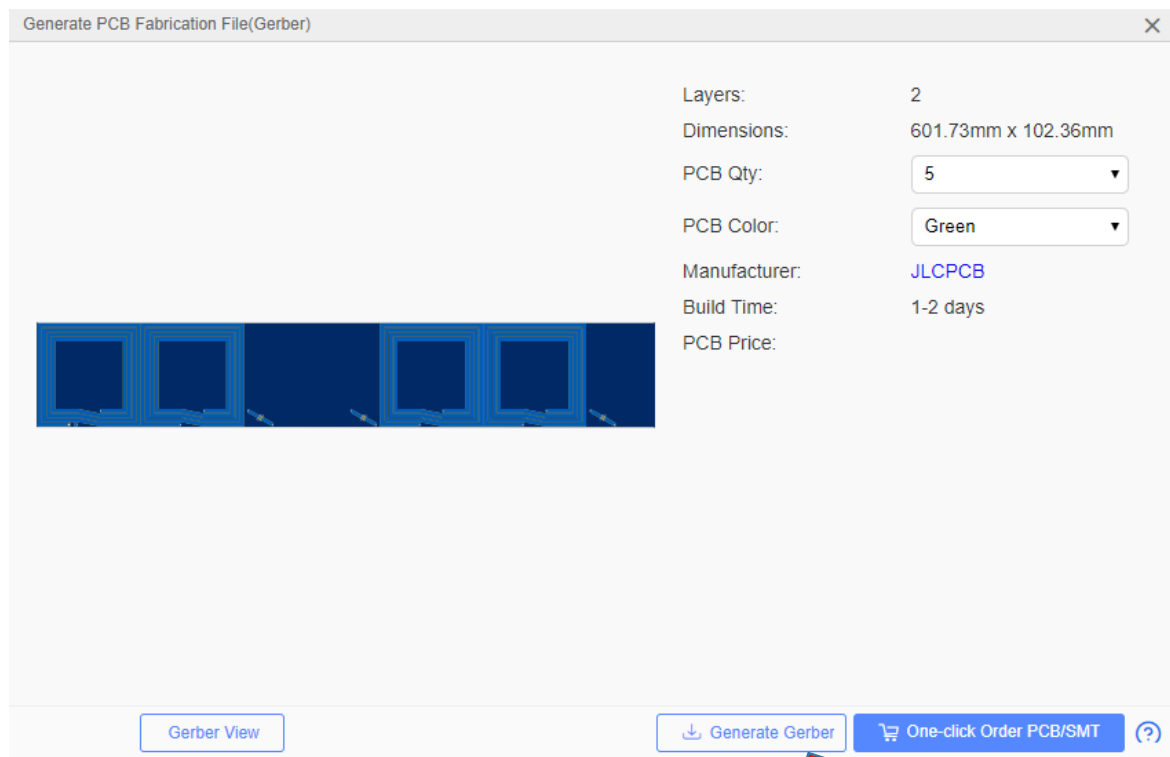 Generate PCB Fabrication File(Gerber)
Layers: 2
Dimensions: 601.73mm x 102.36mm
PCB Qty: 5
PCB Color: Green
Manufacturer: JLCPCB
Build Time: 1-2 days
PCB Price:
Gerber View
Generate Gerber
One-click Order PCB/SMT
?